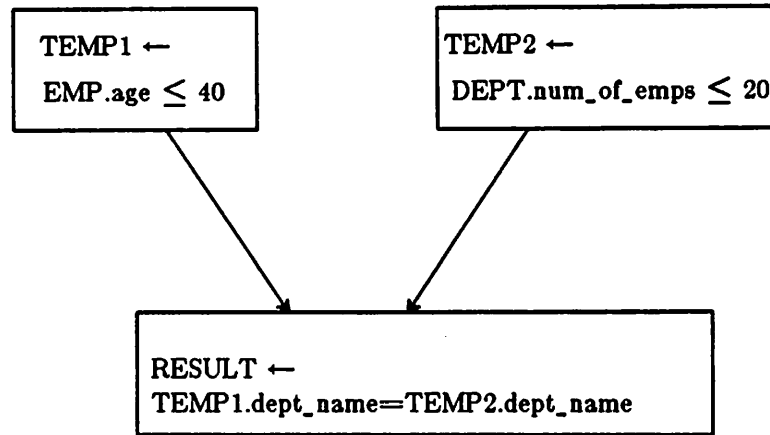 TEMP1 ←
EMP.age ≤ 40
TEMP2 ←
DEPT.num_of_emps ≤ 20
RESULT ←
TEMP1.dept_name=TEMP2.dept_name